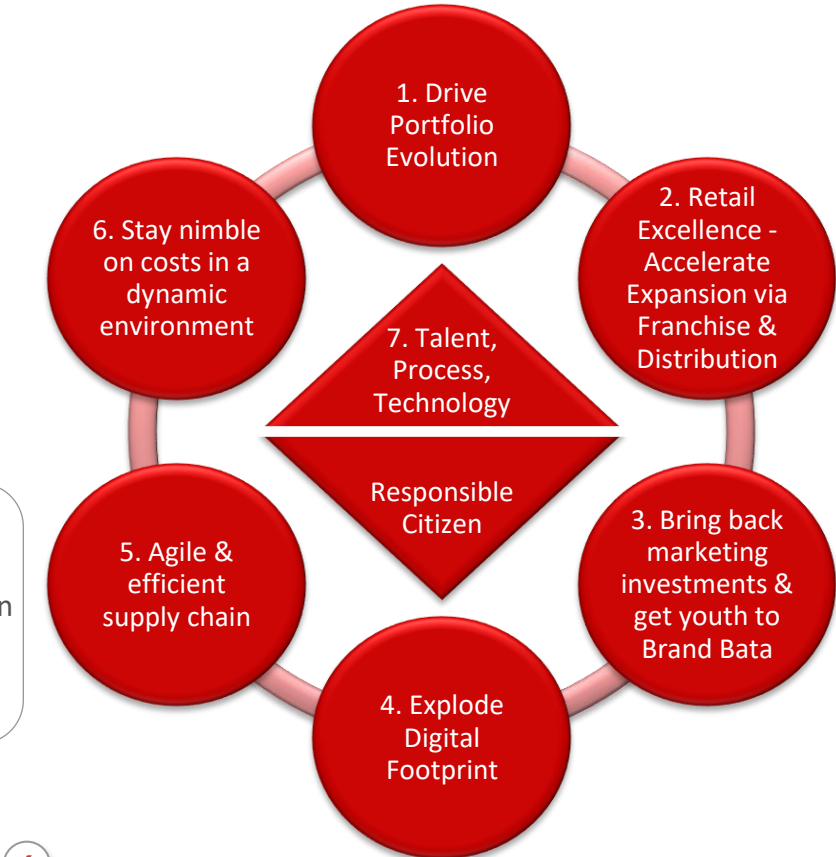 1. Drive
Portfolio
Evolution
2. Retail
Excellence -
Accelerate
Expansion via
Franchise &
Distribution
3. Bring back
marketing
investments &
get youth to
Brand Bata
4. Explode
Digital
Footprint
5. Agile &
efficient
supply chain
6. Stay nimble
on costs in a
dynamic
environment
7. Talent,
Process,
Technology
Responsible
Citizen
n